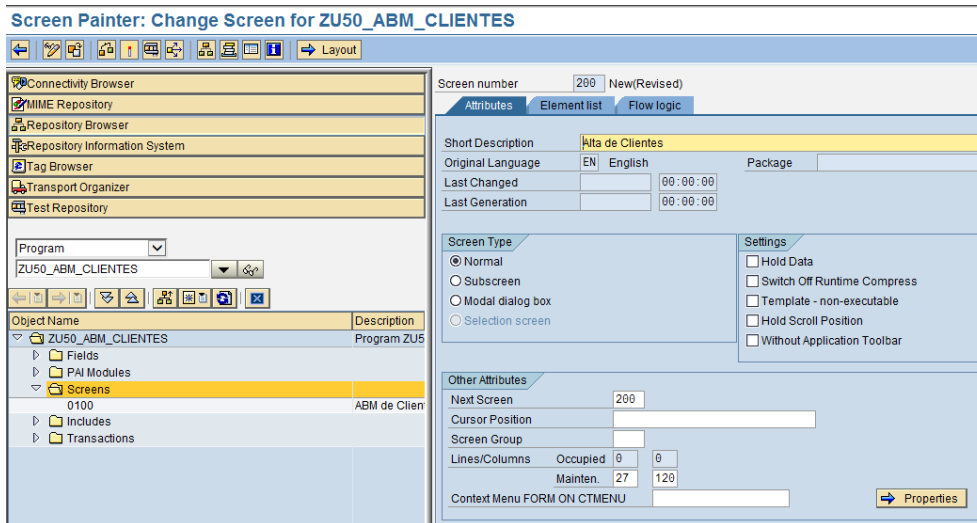 Screen Painter: Change Screen for ZU50_ABM_CLIENTES
Layout
Connectivity Browser
MIME Repository
Repository Browser
Repository Information System
Tag Browser
Transport Organizer
Test Repository
Program
ZU50_ABM_CLIENTES
Object Name Description
ZU50_ABM_CLIENTES Program ZU5
Fields
PAI Modules
Screens
0100 ABM de Clien
Includes
Transactions
Screen number 200 New(Revised)
Attributes Element list Flow logic
Short Description Alta de Clientes
Original Language EN English Package
Last Changed 00:00:00
Last Generation 00:00:00
Screen Type
Normal
Subscreen
Modal dialog box
Selection screen
Settings
Hold Data
Switch Off Runtime Compress
Template - non-executable
Hold Scroll Position
Without Application Toolbar
Other Attributes
Next Screen 200
Cursor Position
Screen Group
Lines/Columns Occupied 0 0
Mainten. 27 120
Context Menu FORM ON CTMENU
Properties